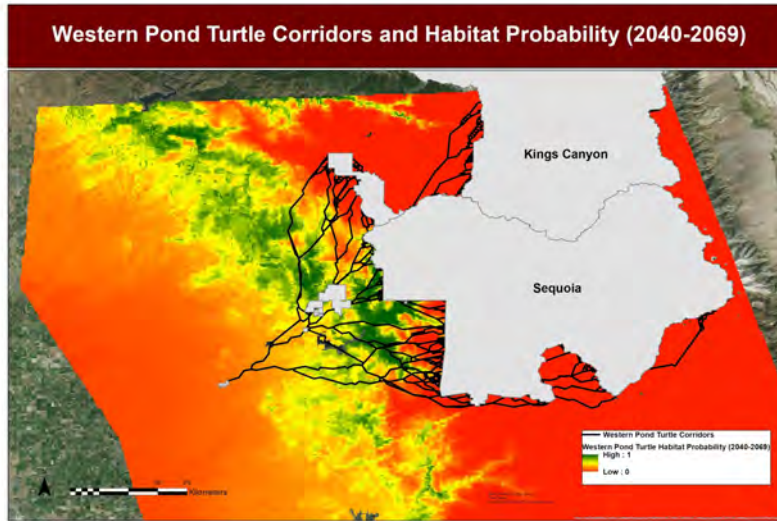 Western Pond Turtle Corridors and Habitat Probability (2040-2069)
Kings Canyon
Sequoia
Western Pond Turtle Corridors
Western Pond Turtle Habitat Probability (2040-2069)
High : 1
Low : 0
Kilometers